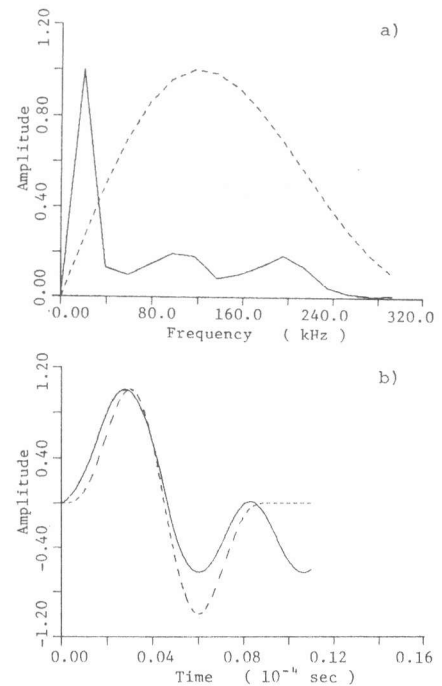 a)
1.20
0.80
0.40
0.00
Amplitude
0.00 80.0 160.0 240.0 320.0
Frequency ( kHz )
b)
1.20
0.40
-0.40
-1.20
Amplitude
0.00 0.04 0.08 0.12 0.16
Time ( 10⁻⁴ sec )